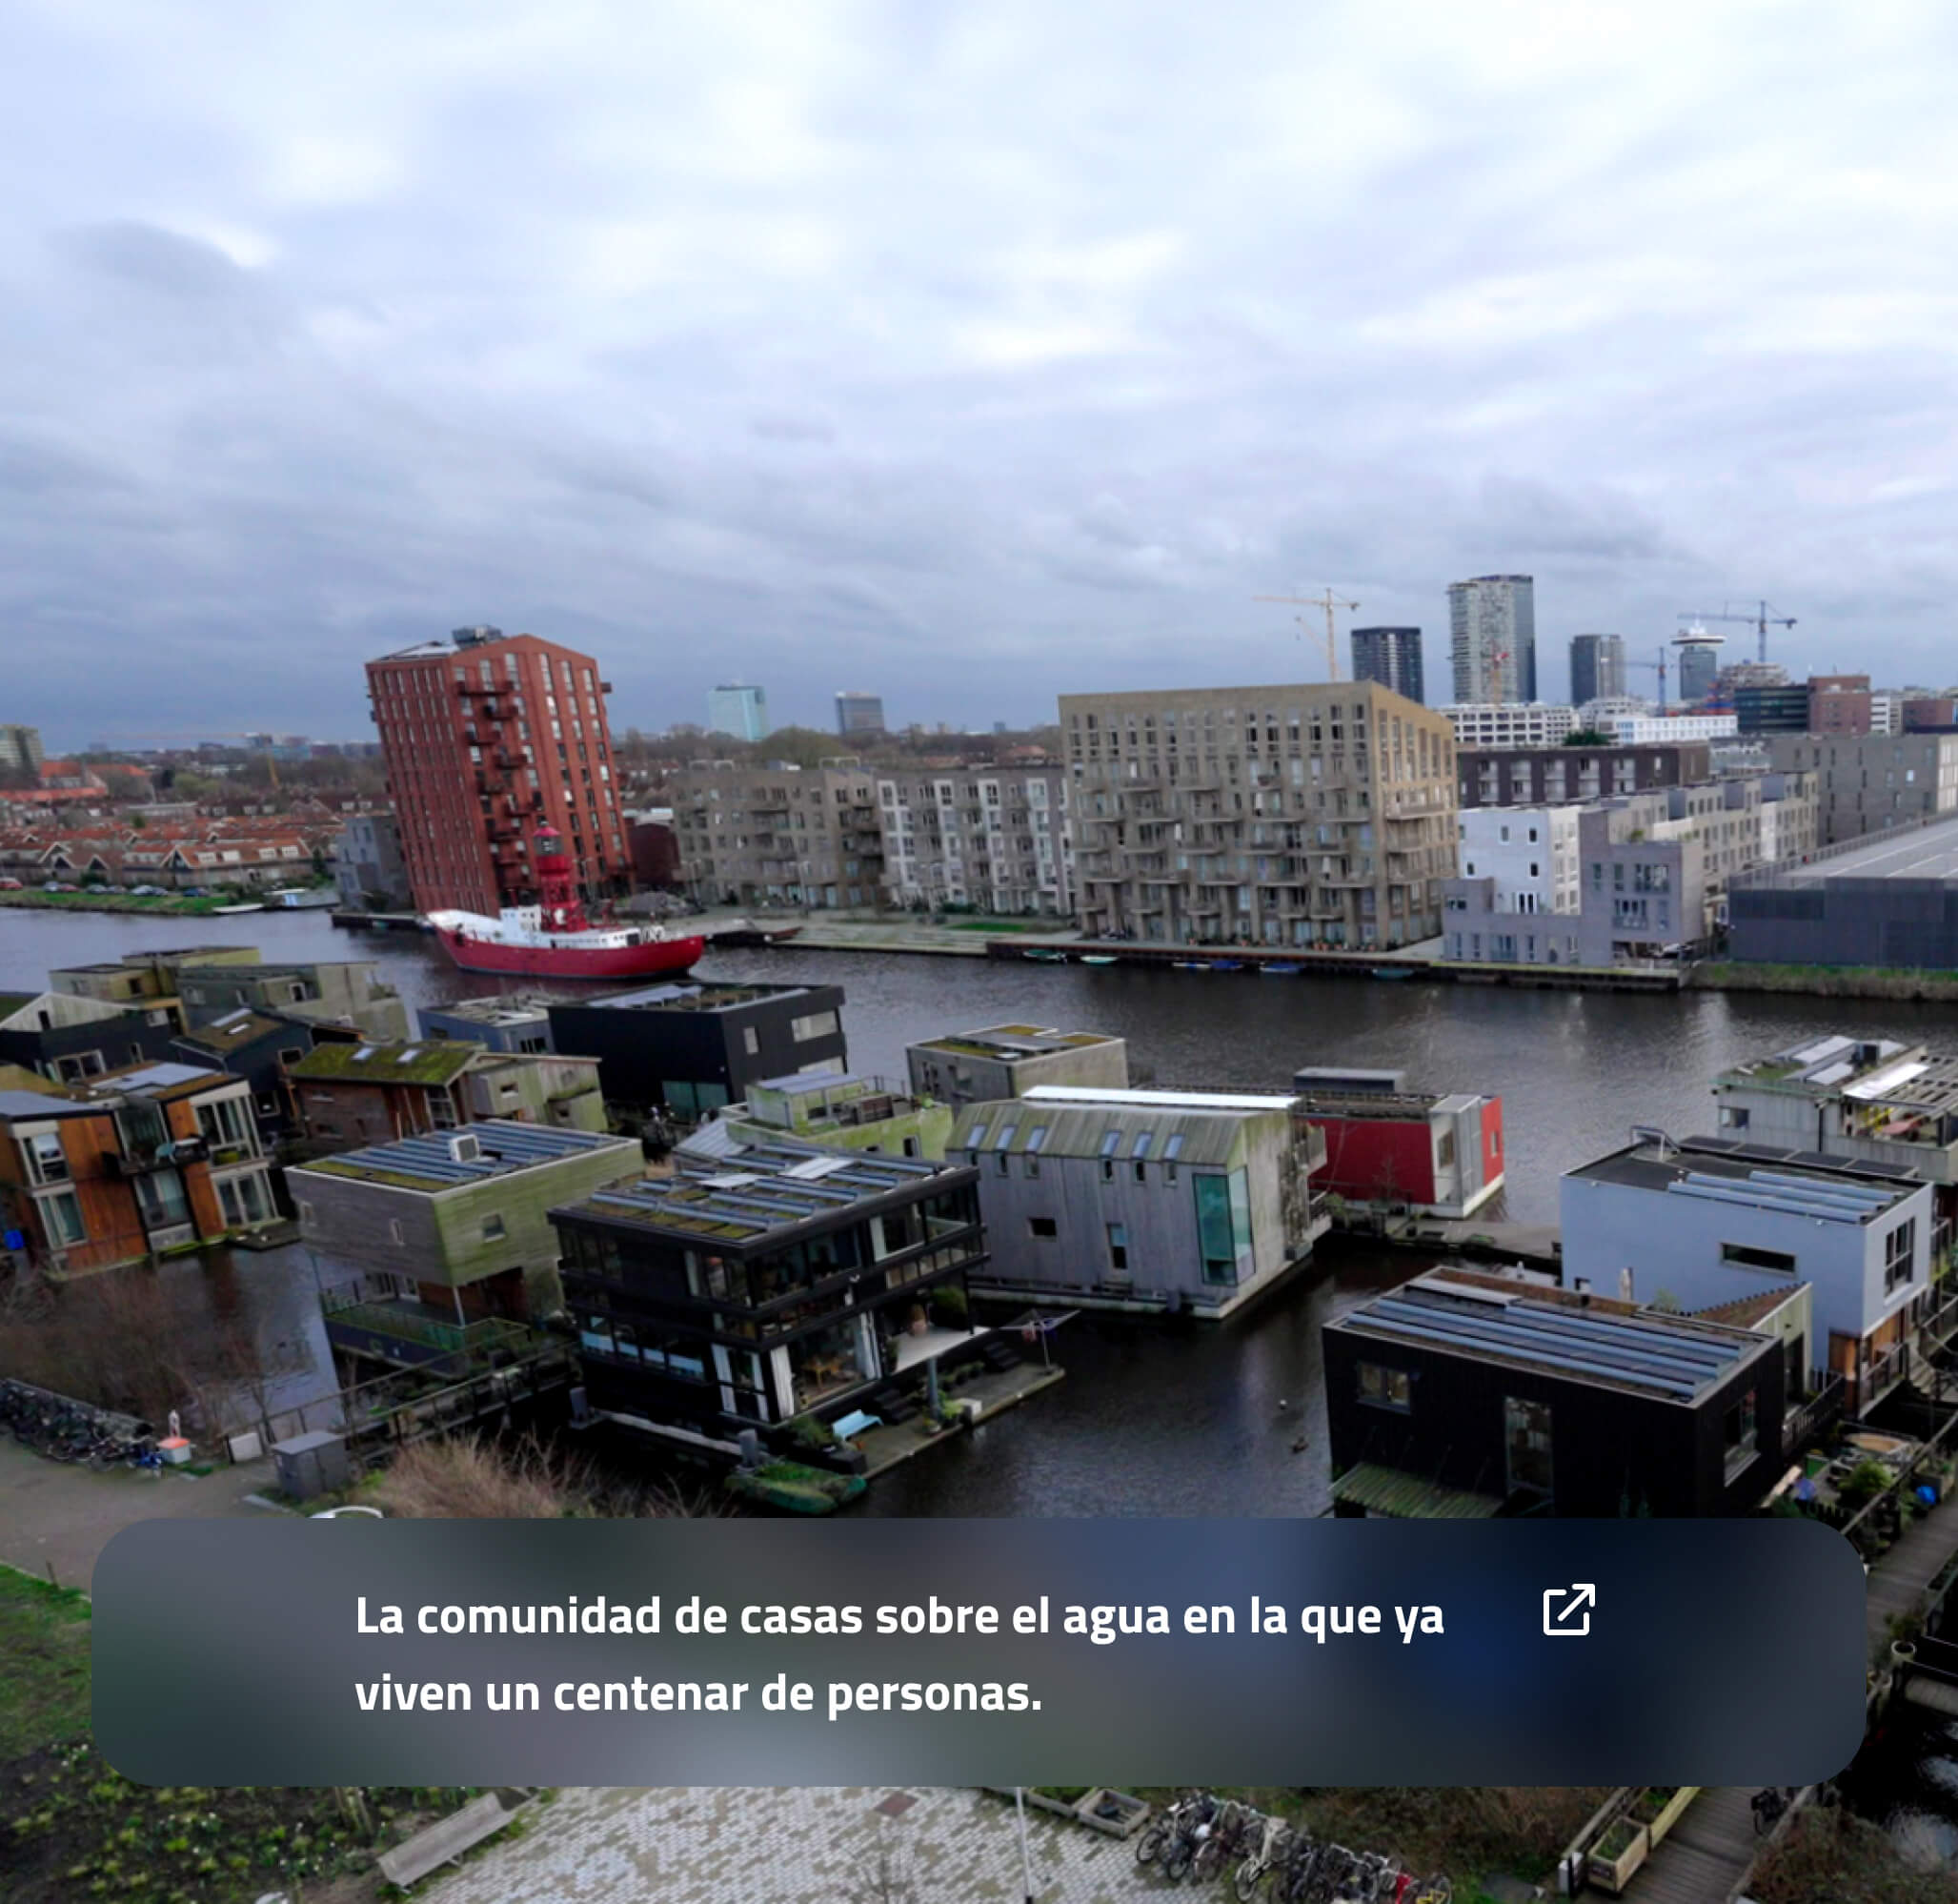 La comunidad de casas sobre el agua en la que ya
viven un centenar de personas.